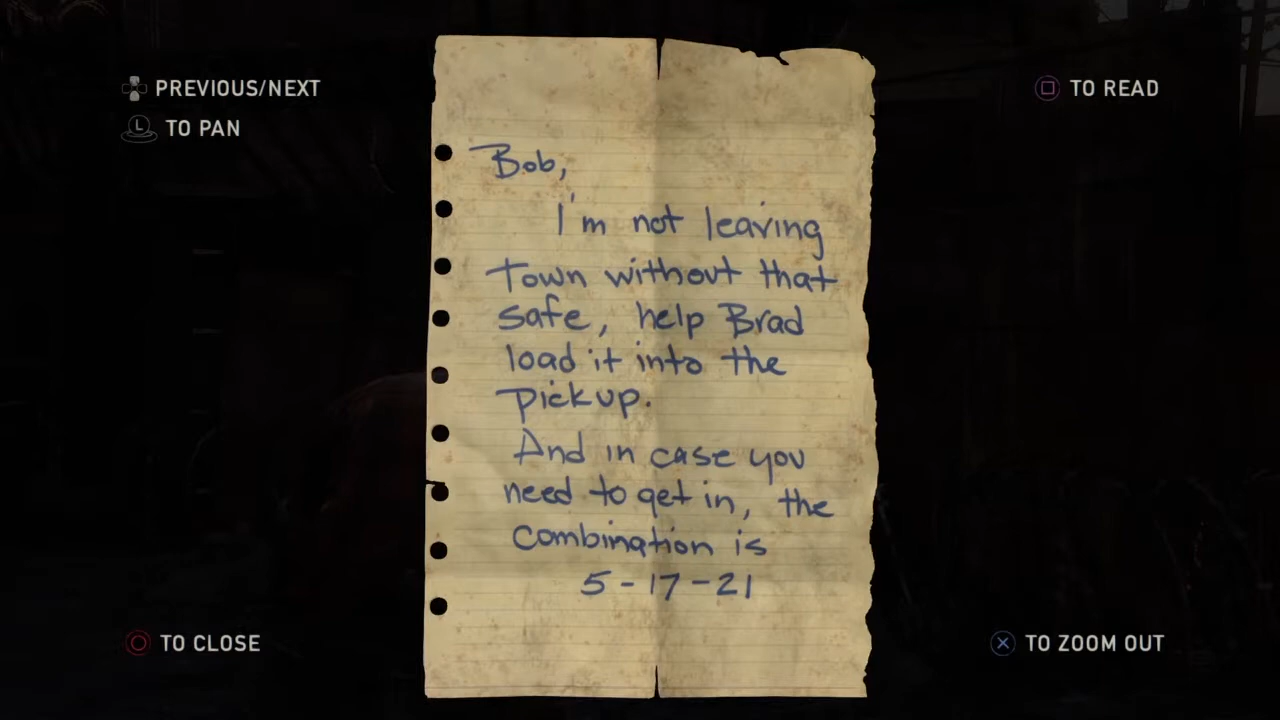 PREVIOUS/NEXT
L TO PAN
TO READ
Bob,
I'm not leaving
town without that
safe, help Brad
load it into the
pickup.
And in case you
need to get in, the
combination is
5-17-21
TO CLOSE
TO ZOOM OUT